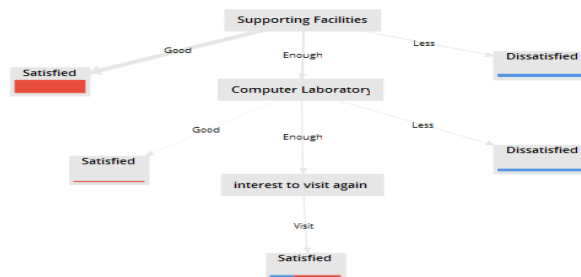 Supporting Facilities
Good
Enough
Less
Satisfied
Dissatisfied
Computer Laboratory
Good
Enough
Less
Satisfied
Dissatisfied
interest to visit again
Visit
Satisfied